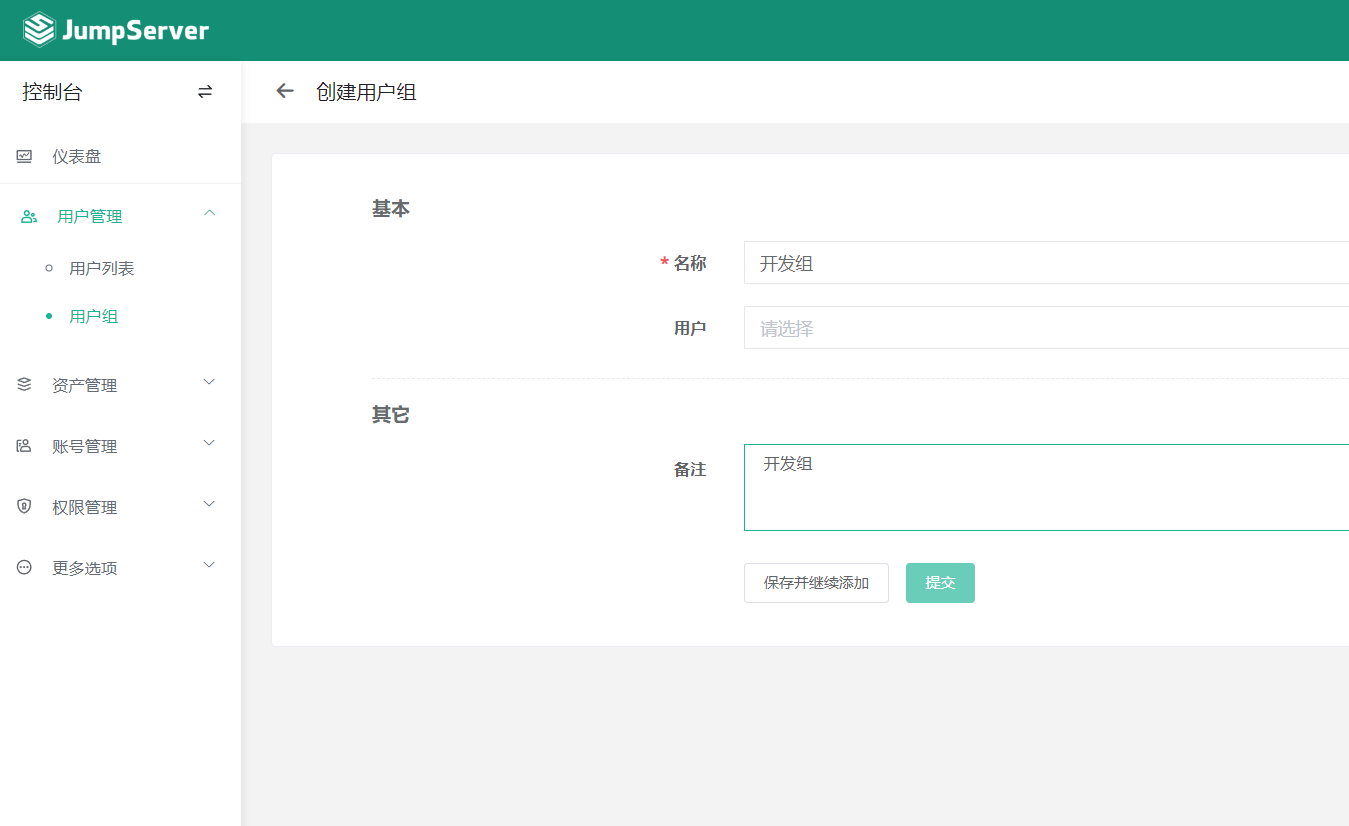 JumpServer
控制台
创建用户组
仪表盘
用户管理
用户列表
用户组
资产管理
账号管理
权限管理
更多选项
基本
* 名称
开发组
用户
请选择
其它
备注
开发组
保存并继续添加
提交